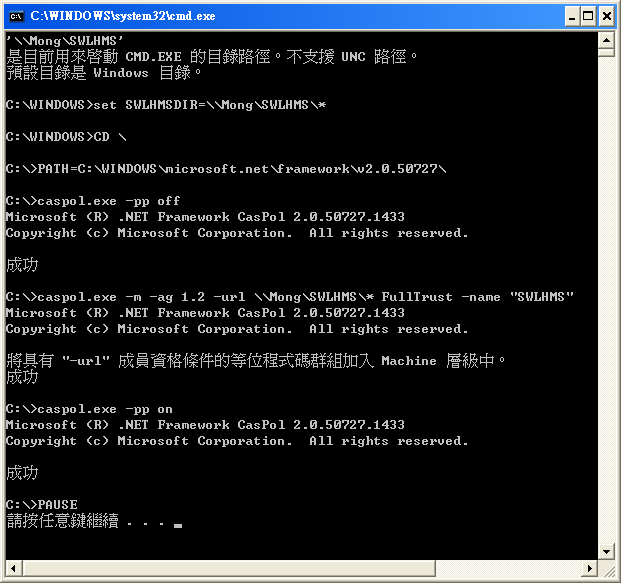 C:\WINDOWS\system32\cmd.exe
'\\Mong\SWLHMS'
是目前用來啟動 CMD.EXE 的目錄路徑。不支援 UNC 路徑。
預設目錄是 Windows 目錄。
C:\WINDOWS>set SWLHMSDIR=\\Mong\SWLHMS\*
C:\WINDOWS>CD \
C:\>PATH=C:\WINDOWS\microsoft.net\framework\v2.0.50727\
C:\>caspol.exe -pp off
Microsoft (R) .NET Framework CasPol 2.0.50727.1433
Copyright (c) Microsoft Corporation.  All rights reserved.
成功
C:\>caspol.exe -m -ag 1.2 -url \\Mong\SWLHMS\* FullTrust -name "SWLHMS"
Microsoft (R) .NET Framework CasPol 2.0.50727.1433
Copyright (c) Microsoft Corporation.  All rights reserved.
將具有 "-url" 成員資格條件的等位程式碼群組加入 Machine 層級中。
成功
C:\>caspol.exe -pp on
Microsoft (R) .NET Framework CasPol 2.0.50727.1433
Copyright (c) Microsoft Corporation.  All rights reserved.
成功
C:\>PAUSE
請按任意鍵繼續 . . . _